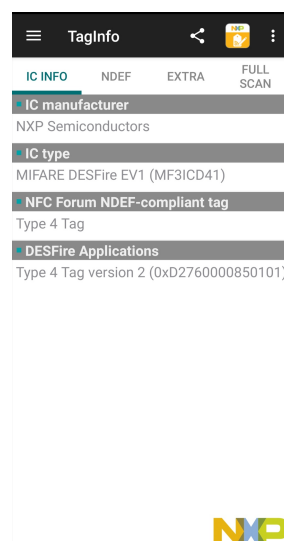 TagInfo
NXP
IC INFO
NDEF
EXTRA
FULL
SCAN
IC manufacturer
NXP Semiconductors
IC type
MIFARE DESFire EV1 (MF3ICD41)
NFC Forum NDEF-compliant tag
Type 4 Tag
DESFire Applications
Type 4 Tag version 2 (0xD2760000850101)
NXP